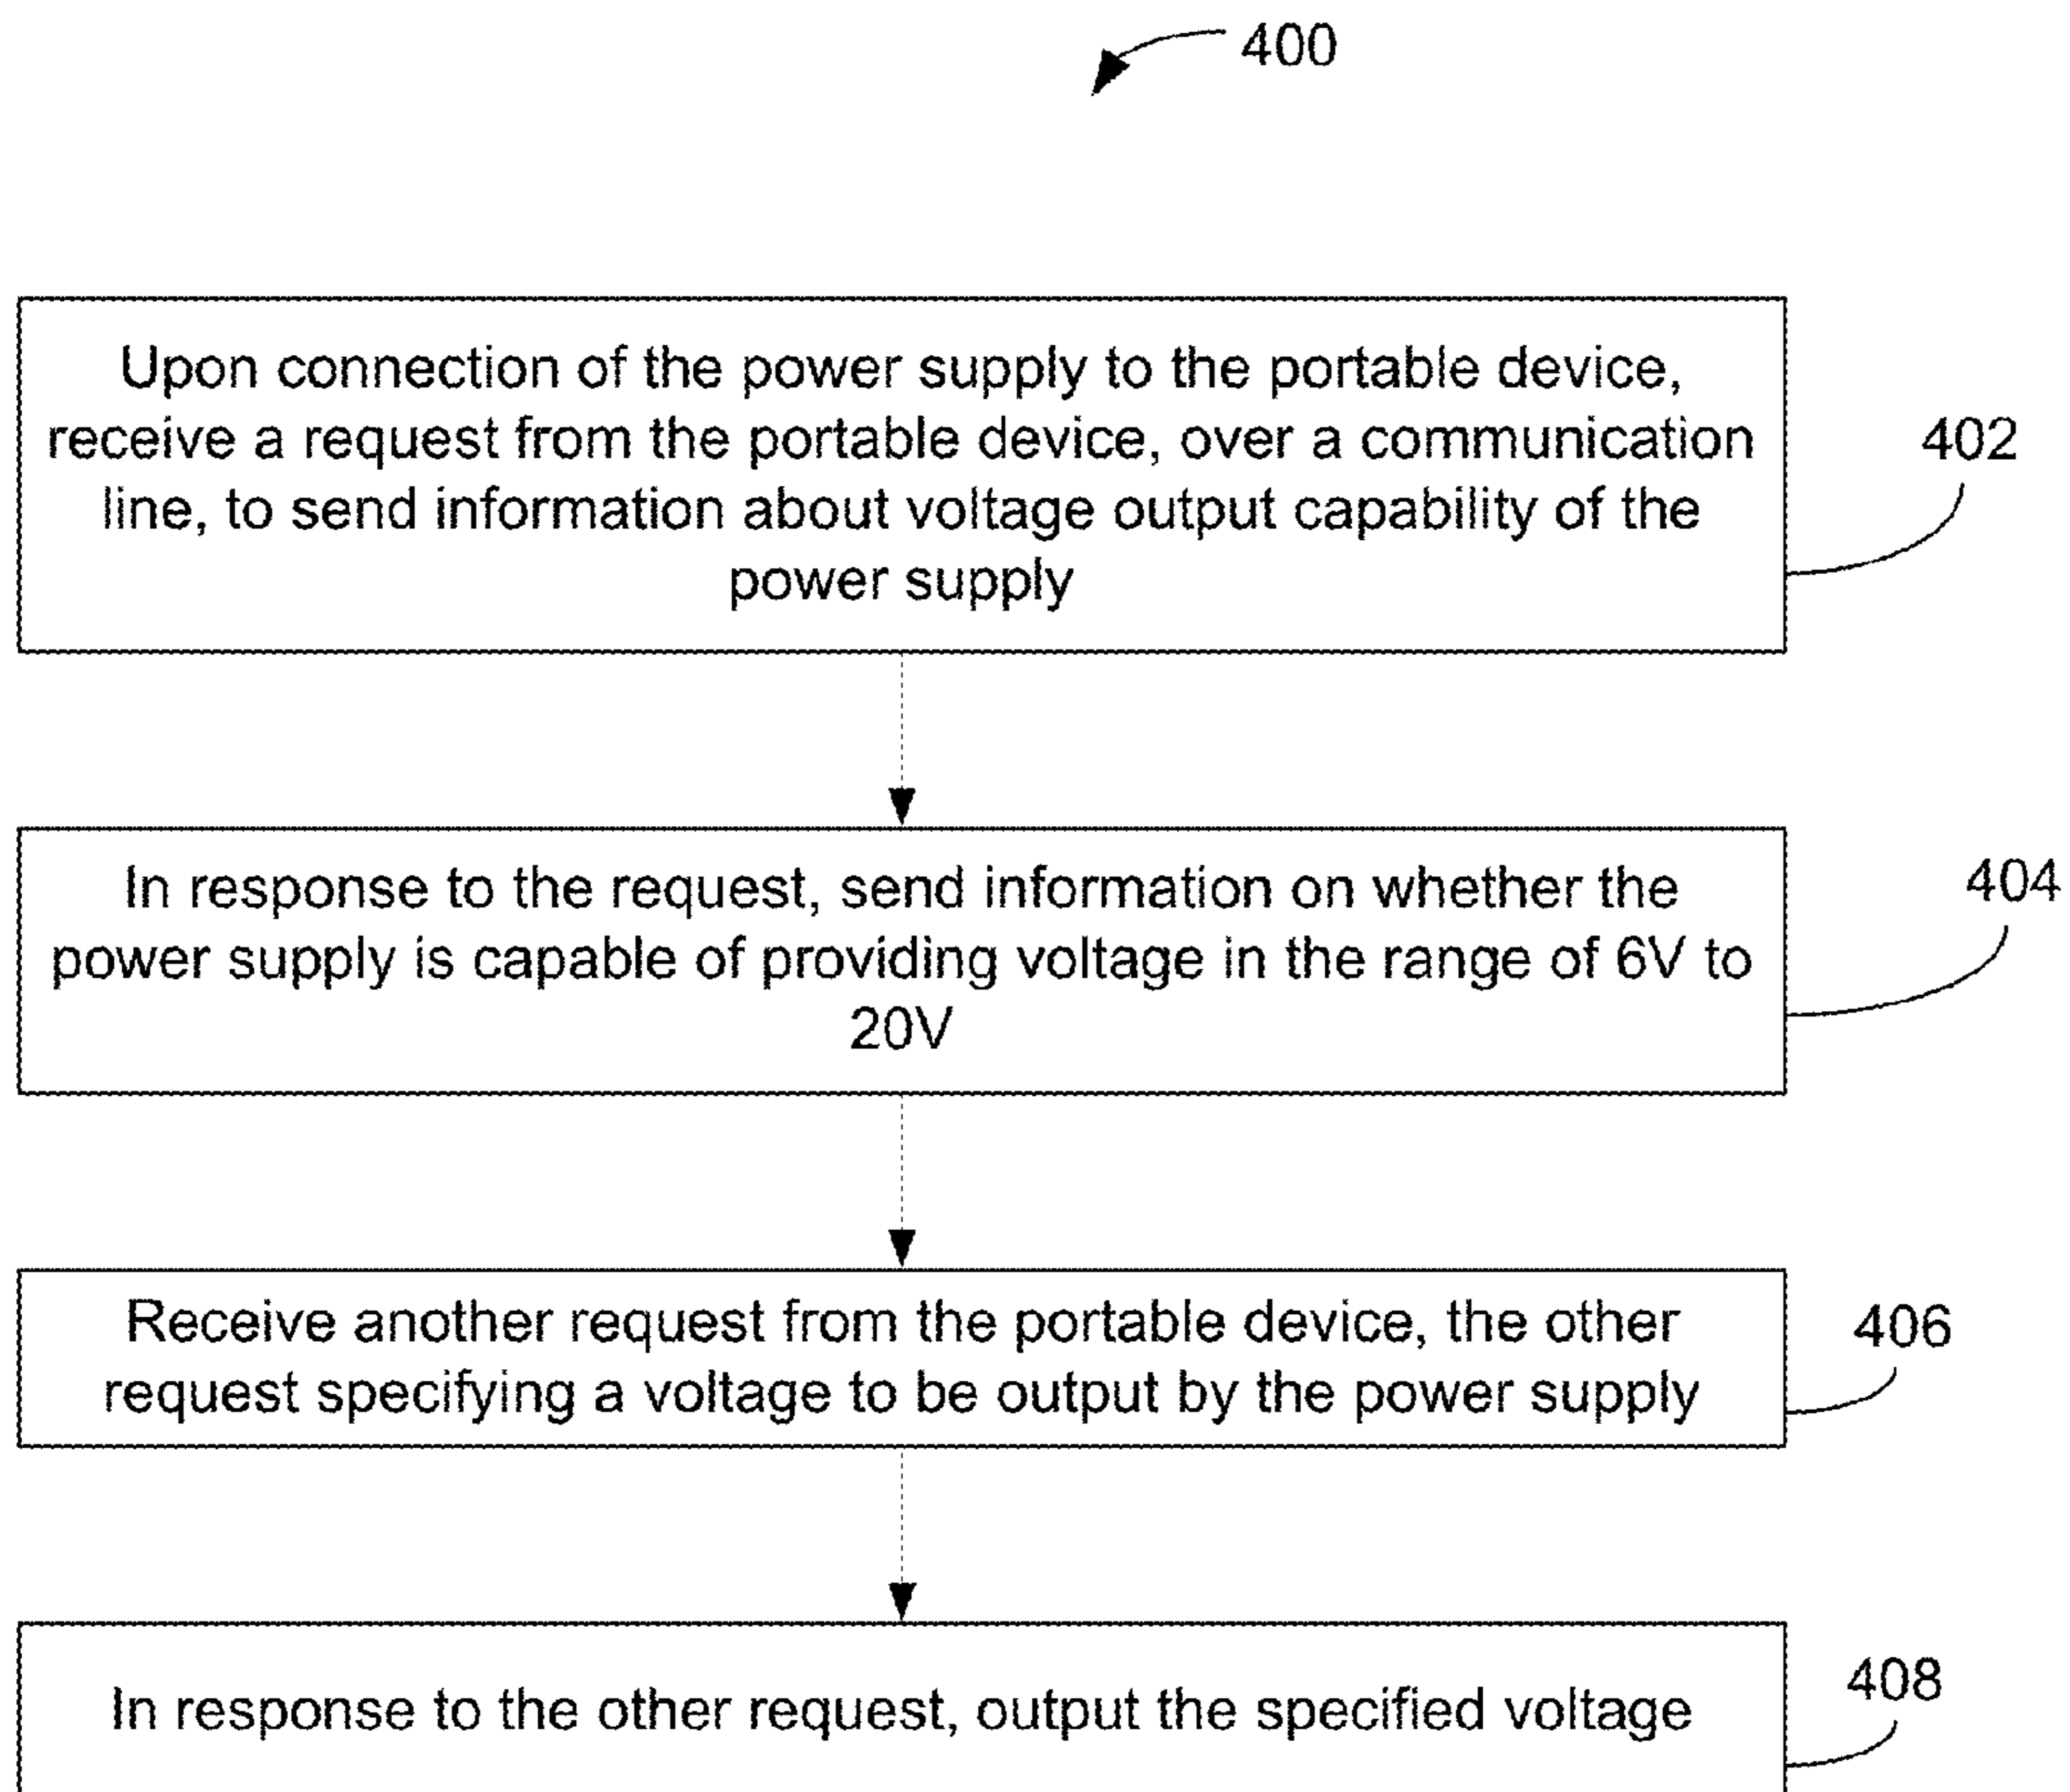 400
Upon connection of the power supply to the portable device,
receive a request from the portable device, over a communication
line, to send information about voltage output capability of the
power supply
402
In response to the request, send information on whether the
power supply is capable of providing voltage in the range of 6V to
20V
404
Receive another request from the portable device, the other
request specifying a voltage to be output by the power supply
406
In response to the other request, output the specified voltage
408